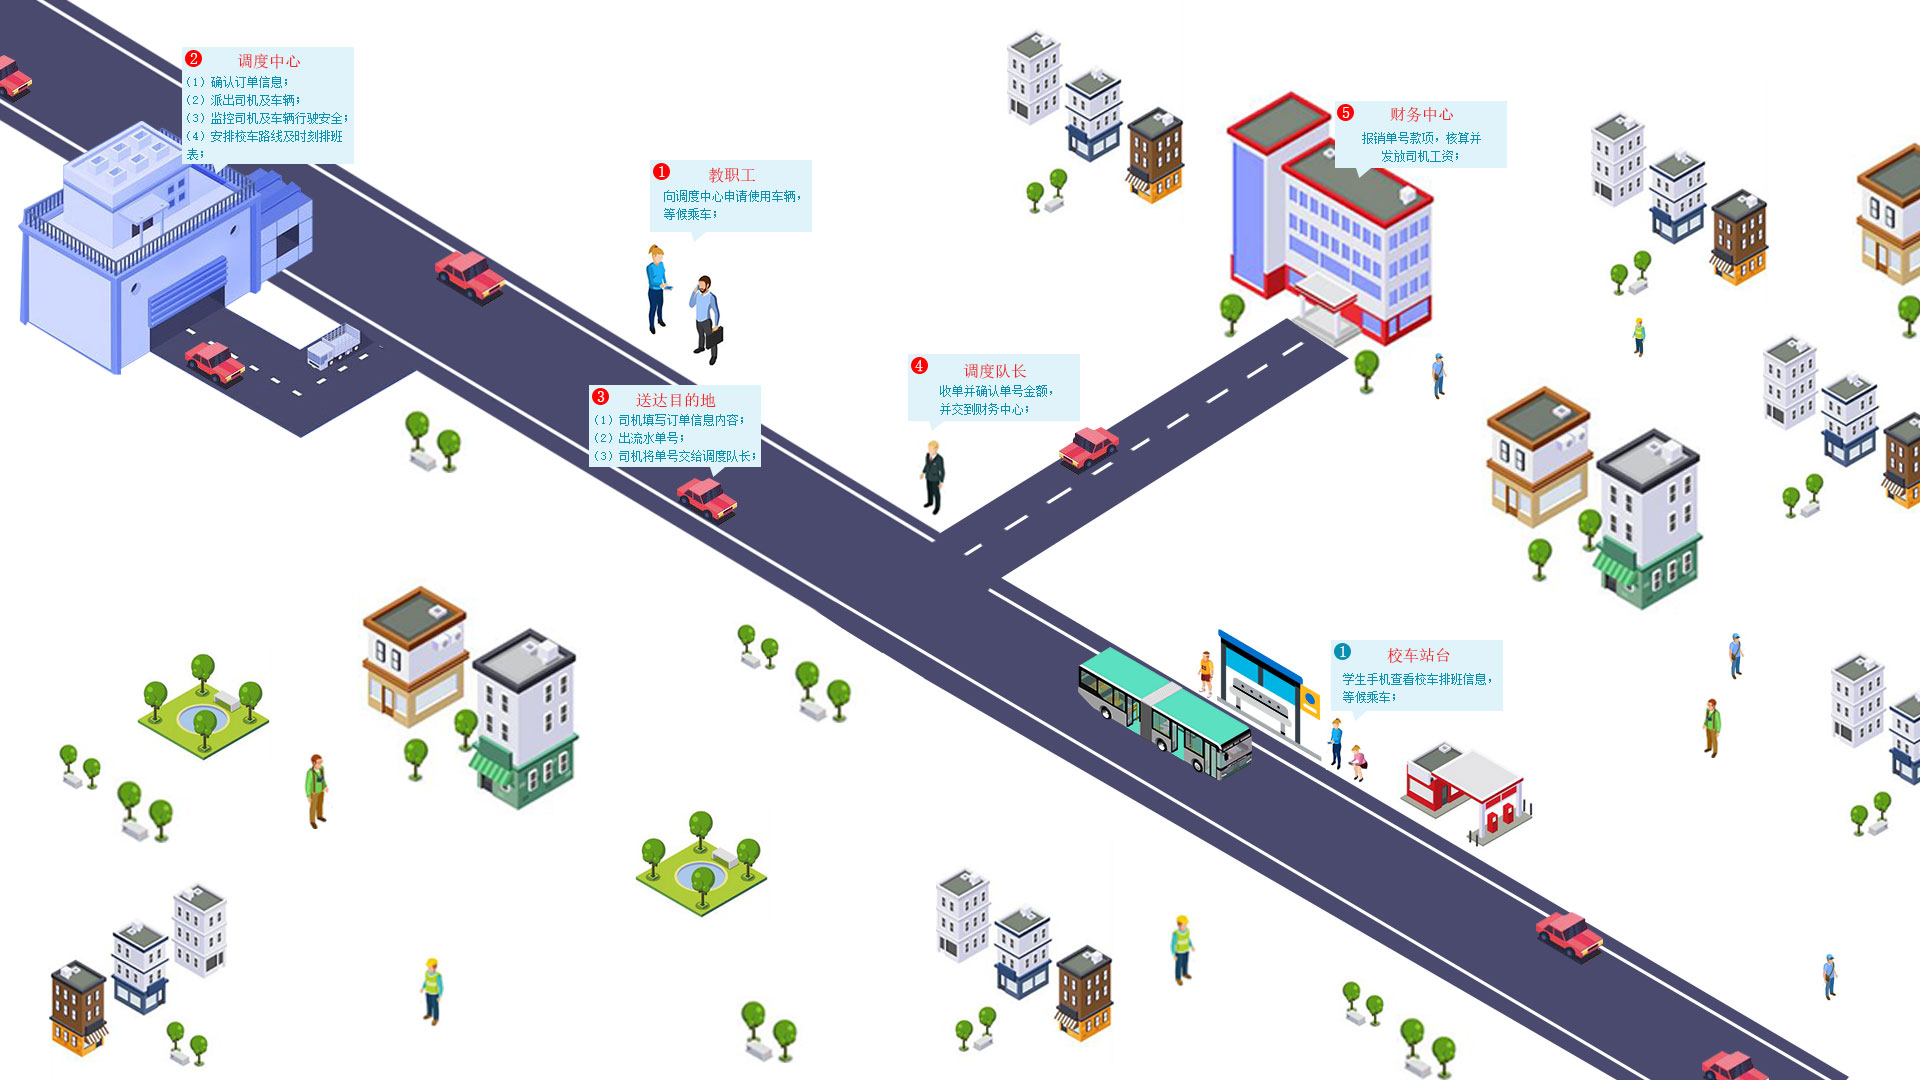 2 调度中心
(1) 确认订单信息;
(2) 派出司机及车辆;
(3) 监控司机及车辆行驶安全;
(4) 安排校车路线及时刻排班
表;
1 教职工
向调度中心申请使用车辆,
等候乘车;
5 财务中心
报销单号款项, 核算并
发放司机工资;
3 送达目的地
(1) 司机填写订单信息内容;
(2) 出流水单号;
(3) 司机将单号交给调度队长;
4 调度队长
收单并确认单号金额,
并交到财务中心;
1 校车站台
学生手机查看校车排班信息,
等候乘车;